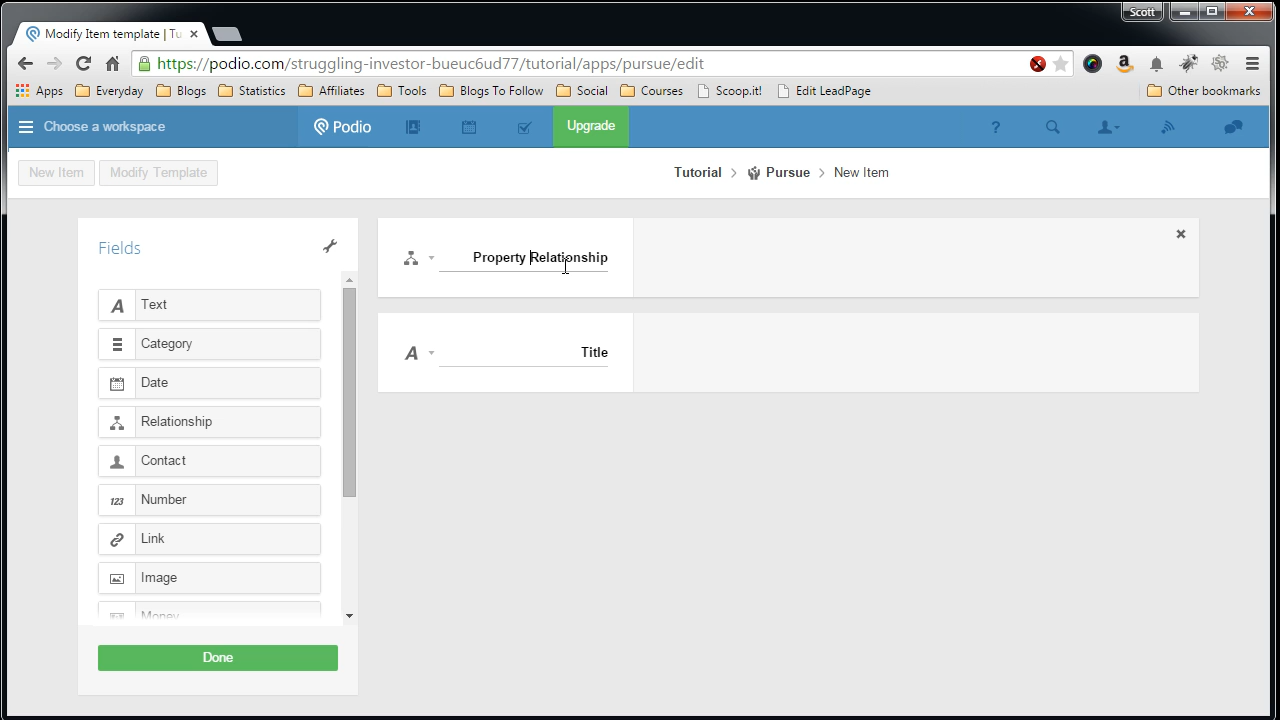 Scott
Modify Item template | Tu
https://podio.com/struggling-investor-bueuc6ud77/tutorial/apps/pursue/edit
Apps Everyday Blogs Statistics Affiliates Tools Blogs To Follow Social Courses Scoop.it! Edit LeadPage Other bookmarks
Choose a workspace Podio Upgrade ?
New Item Modify Template Tutorial > Pursue > New Item
Fields
Property Relationship
A Title
A Text
Category
Date
Relationship
Contact
123 Number
Link
Image
Money
Done